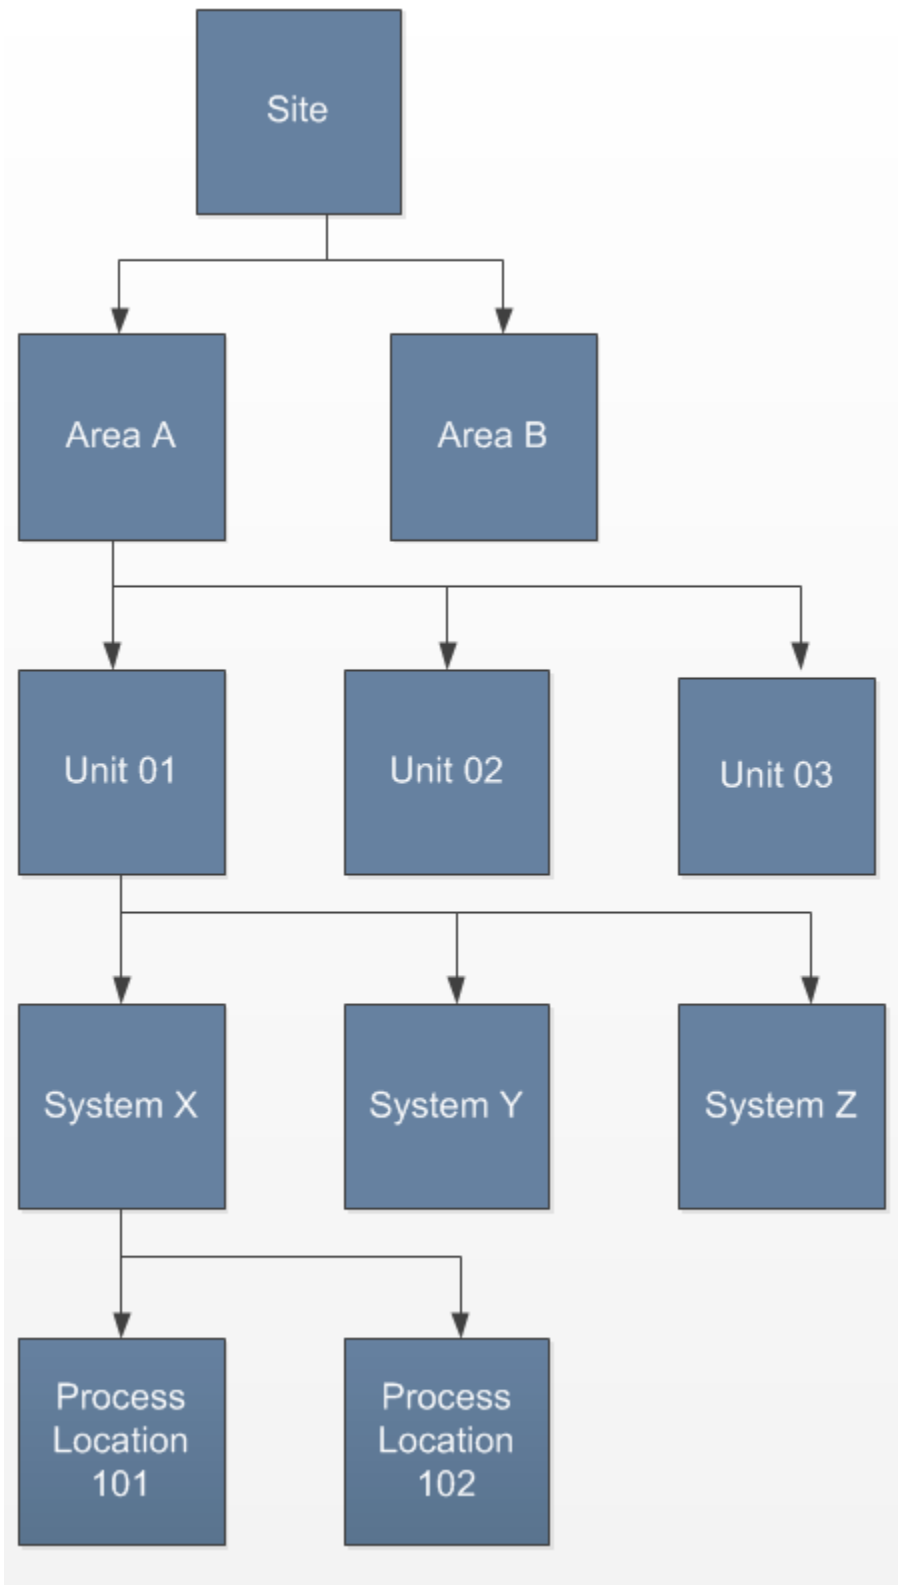 Site
Area A
Area B
Unit 01
Unit 02
Unit 03
System X
System Y
System Z
Process
Location
101
Process
Location
102